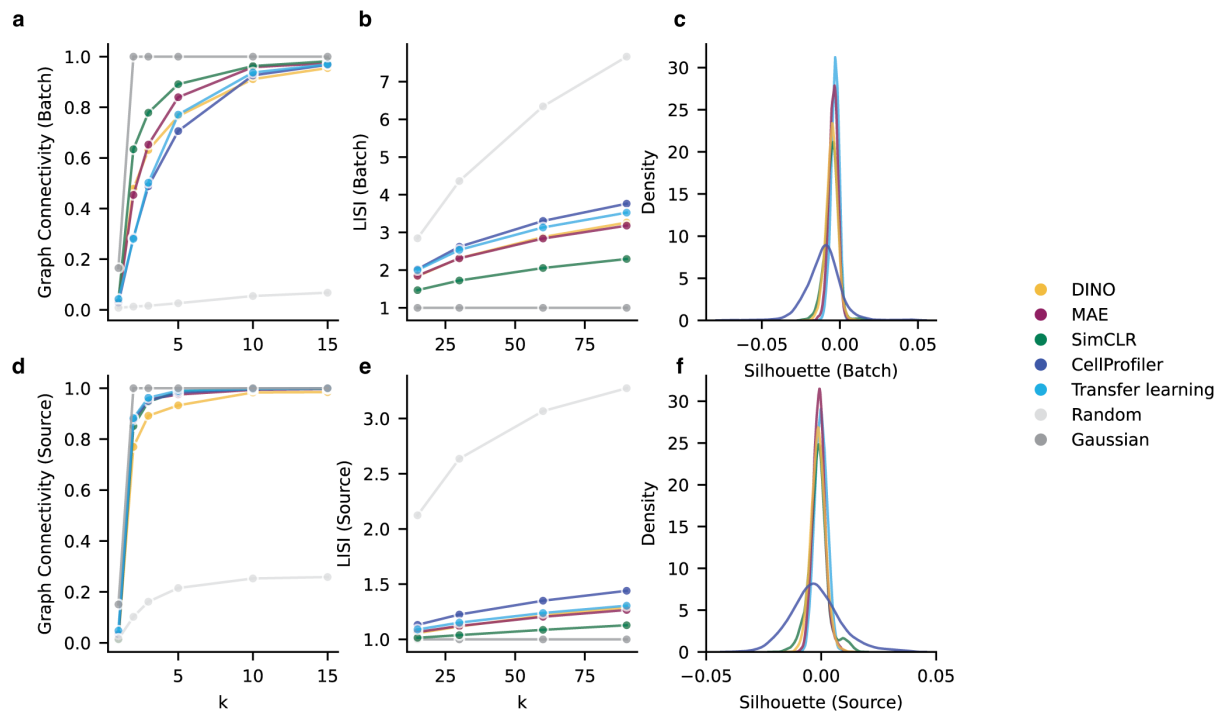 a
Graph Connectivity (Batch)
1.0
0.8
0.6
0.4
0.2
0.0
5
10
15
b
LISI (Batch)
7
6
5
4
3
2
1
25
50
75
c
Density
30
25
20
15
10
5
0
−0.05
0.00
0.05
Silhouette (Batch)
d
Graph Connectivity (Source)
1.0
0.8
0.6
0.4
0.2
0.0
5
10
15
k
e
LISI (Source)
3.0
2.5
2.0
1.5
1.0
25
50
75
k
f
Density
30
25
20
15
10
5
0
−0.05
0.00
0.05
Silhouette (Source)
DINO
MAE
SimCLR
CellProfiler
Transfer learning
Random
Gaussian